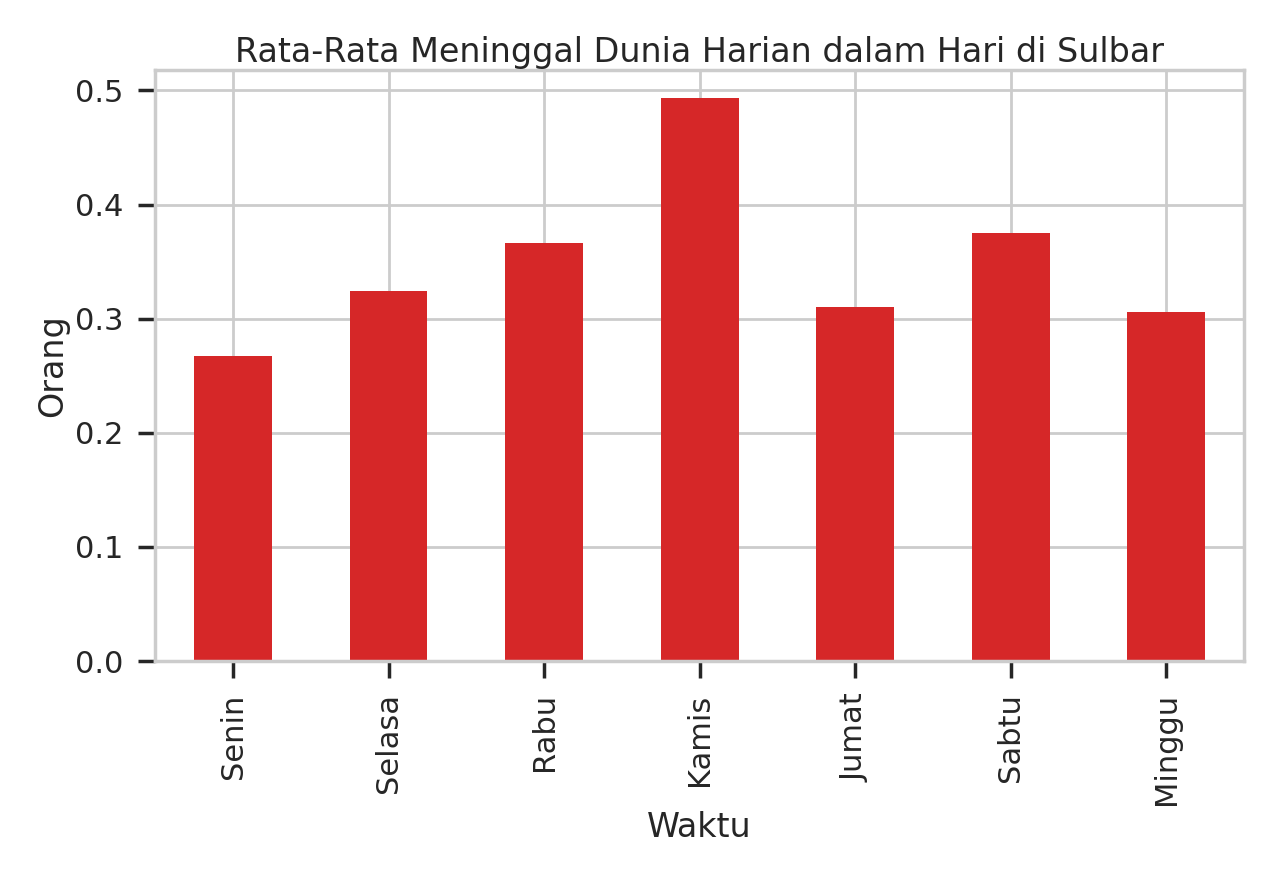 Rata-Rata Meninggal Dunia Harian dalam Hari di Sulbar
0.5
0.4
0.3
0.2
0.1
0.0
Orang
Senin
Selasa
Rabu
Kamis
Jumat
Sabtu
Minggu
Waktu